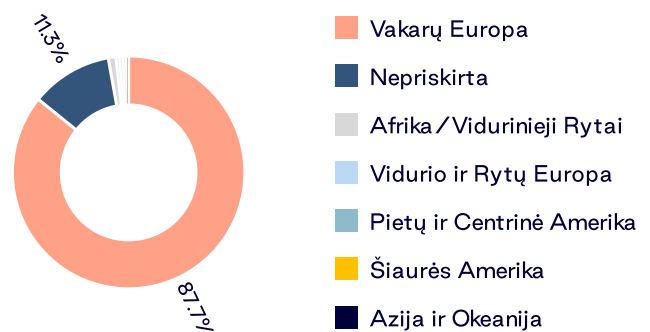 11.3%
87.7%
Vakarų Europa
Nepriskirta
Afrika/Vidurinieji Rytai
Vidurio ir Rytų Europa
Pietų ir Centrinė Amerika
Šiaurės Amerika
Azija ir Okeanija